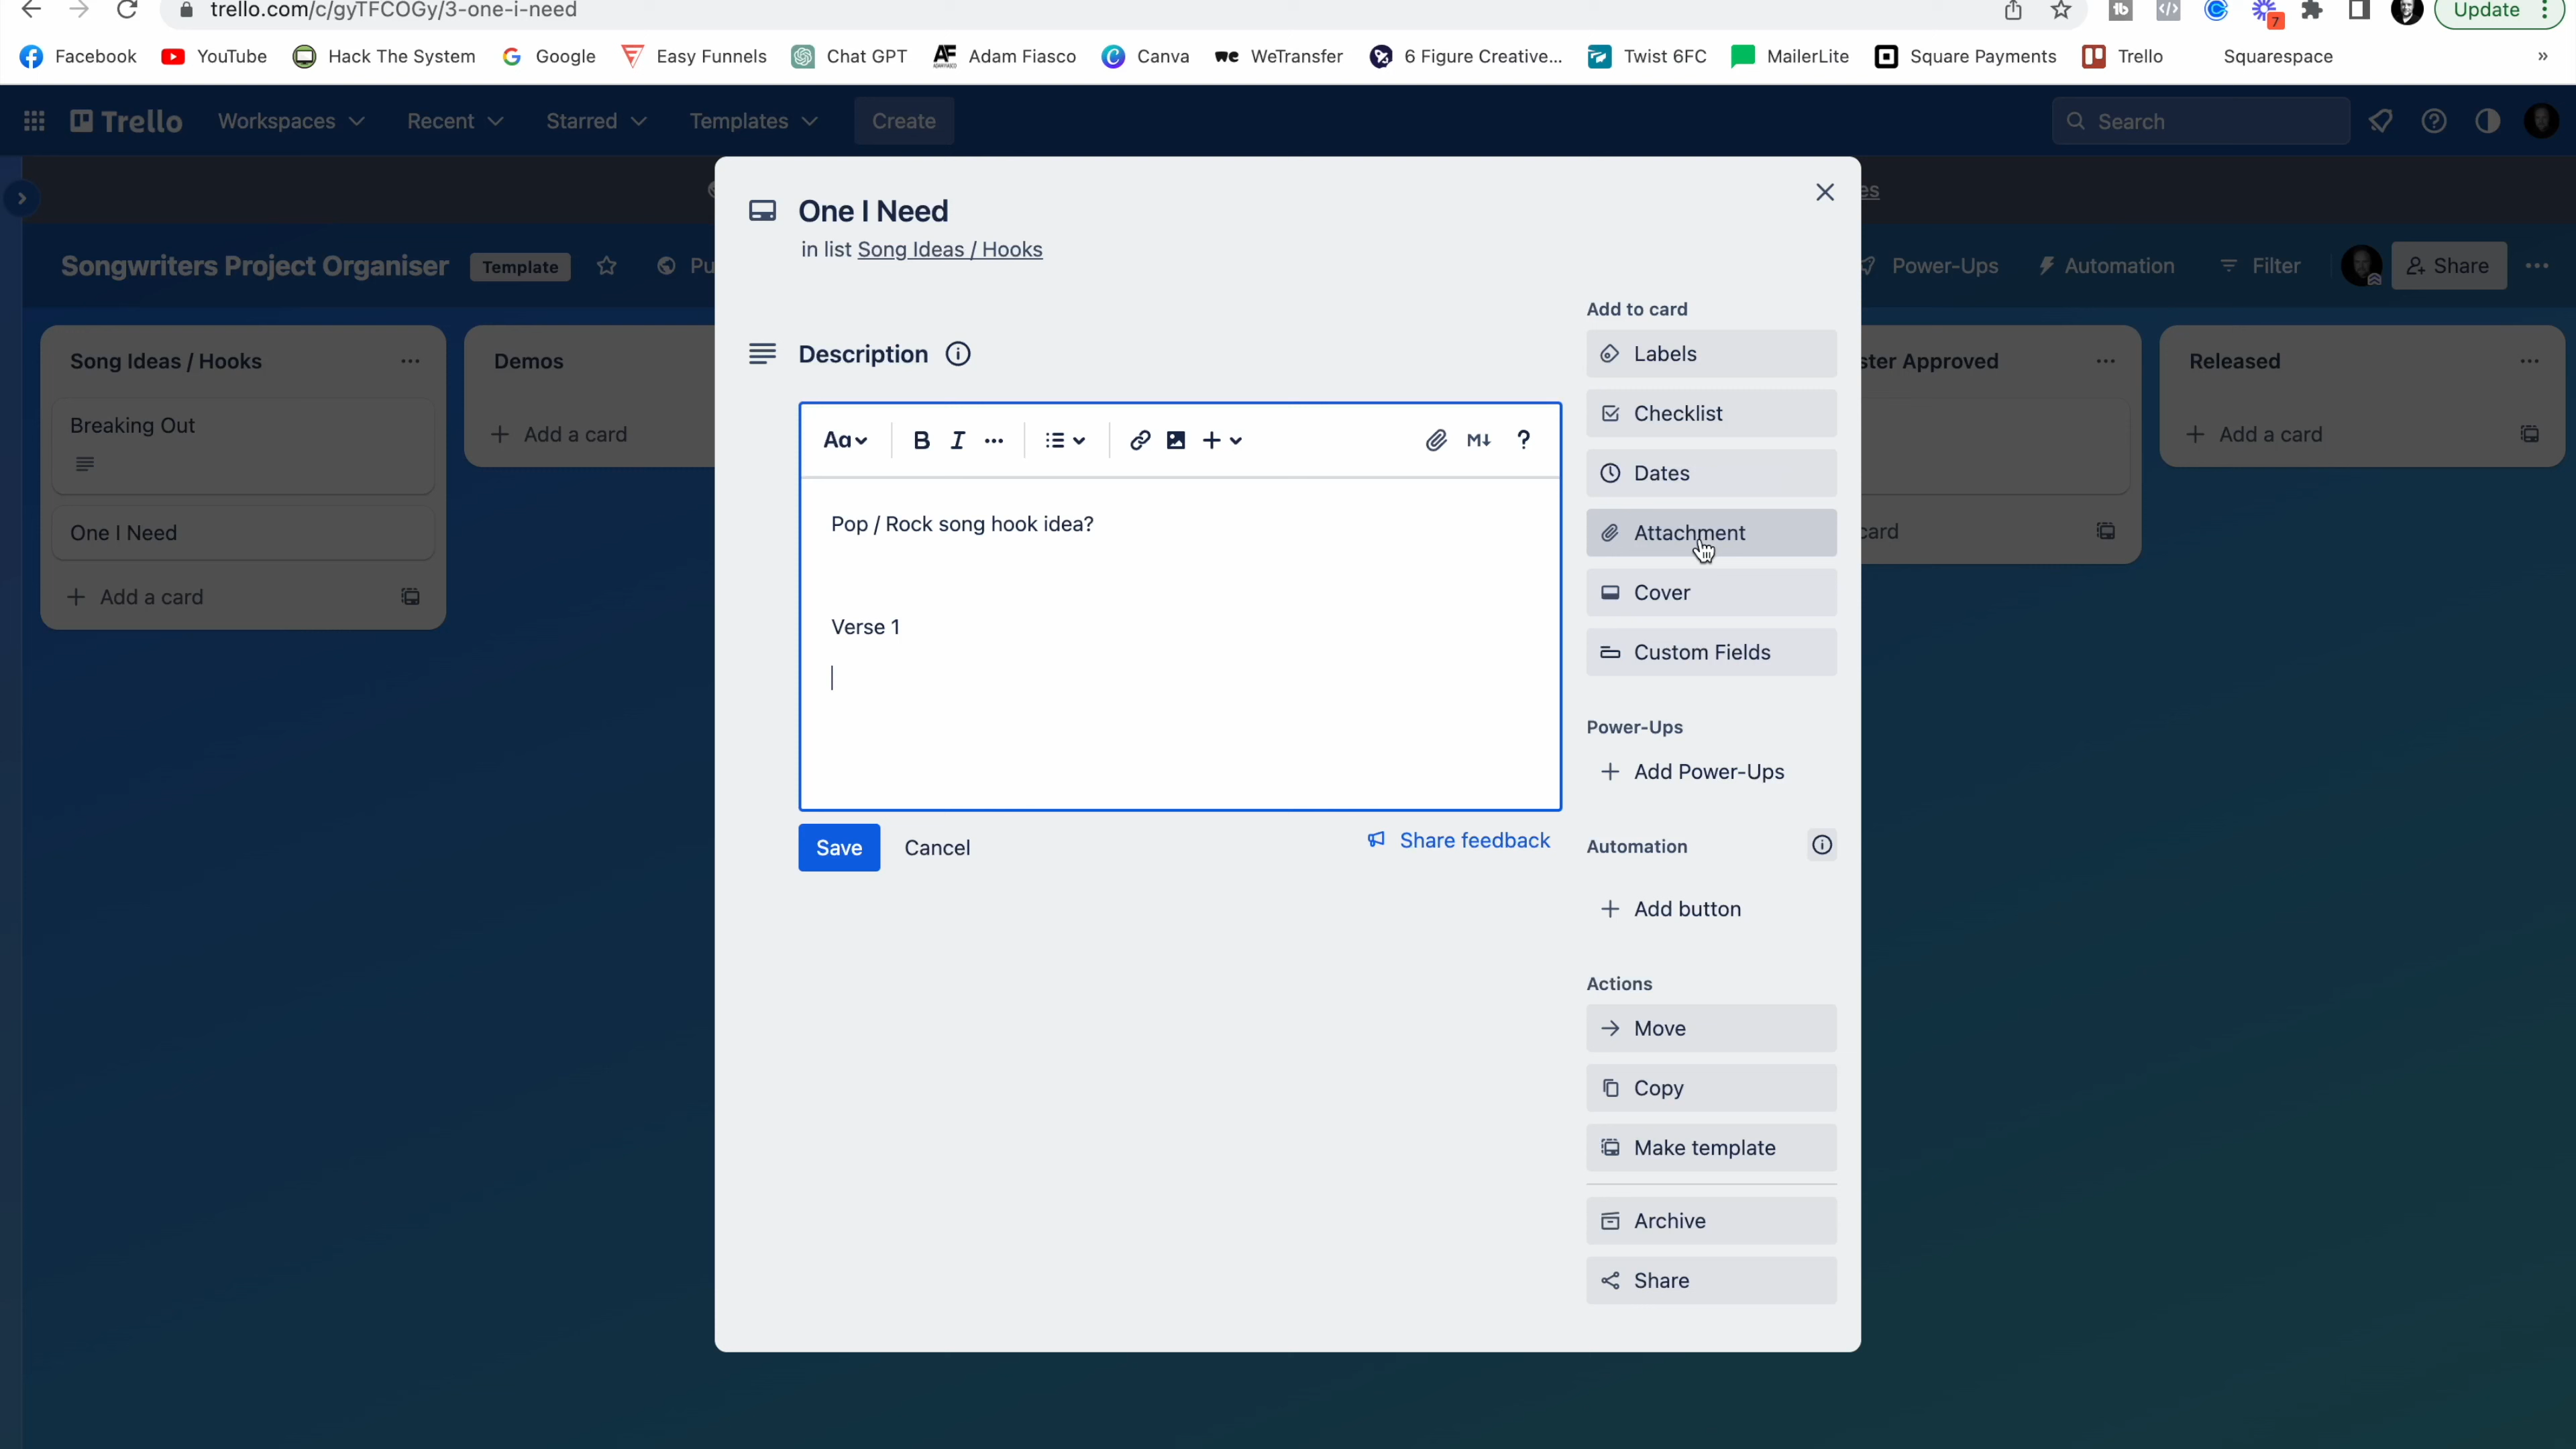 trello.com/c/gyTFCOGy/3-one-i-need
7
Update
Facebook YouTube Hack The System Google Easy Funnels Chat GPT Adam Fiasco Canva WeTransfer 6 Figure Creative... Twist 6FC MailerLite Square Payments Trello Squarespace »
Trello Workspaces Recent Starred Templates Create Search
es
Songwriters Project Organiser Template Pu Power-Ups Automation Filter Share
Song Ideas / Hooks
Breaking Out
One I Need
+ Add a card
Demos
+ Add a card
One I Need
in list Song Ideas / Hooks
Description
Aa B I M ?
Pop / Rock song hook idea?
Verse 1
Save Cancel Share feedback
Add to card
Labels
Checklist
Dates
Attachment
Cover
Custom Fields
Power-Ups
+ Add Power-Ups
Automation
+ Add button
Actions
Move
Copy
Make template
Archive
Share
ster Approved
card
Released
+ Add a card